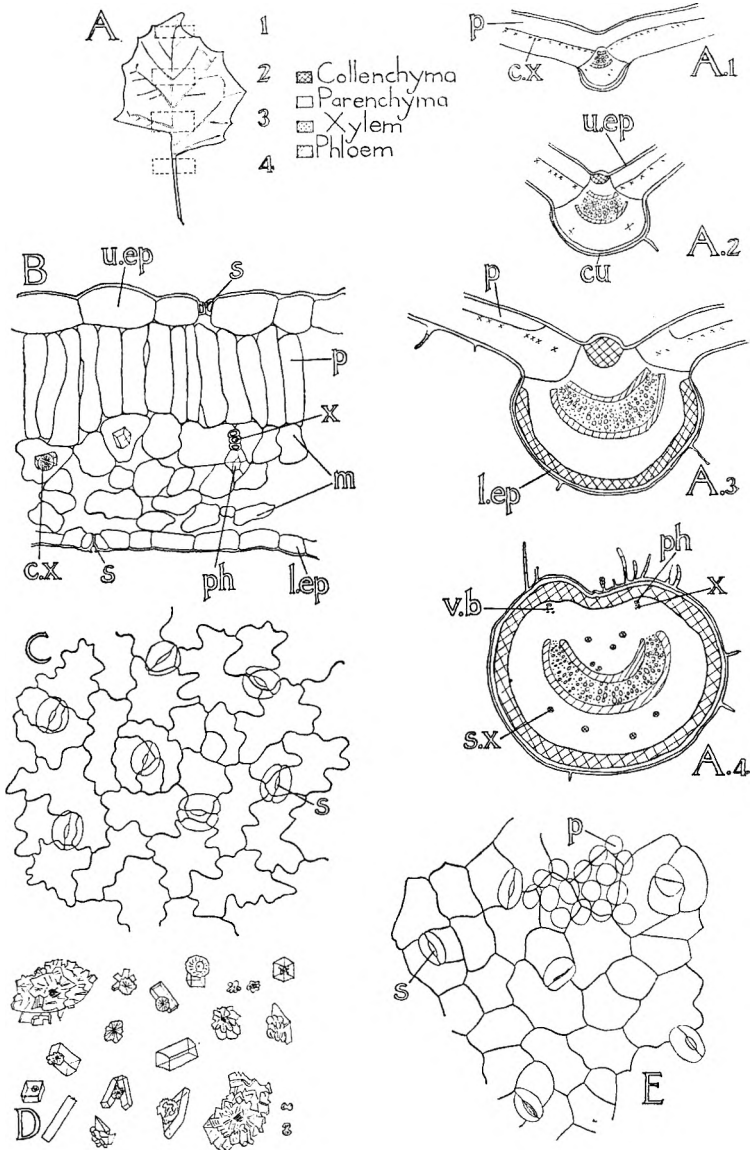 A.
1
2
3
4
Collenchyma
Parenchyma
Xylem
Phloem
p
c.x
A.1
u.ep
cu
A.2
B
u.ep
s
p
x
m
c.x
s
ph
l.ep
p
l.ep
A.3
ph
v.b
x
s.x
A.4
C
s
D
p
s
E